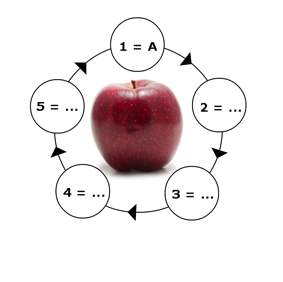 1 = A
2 = ...
3 = ...
4 = ...
5 = ...